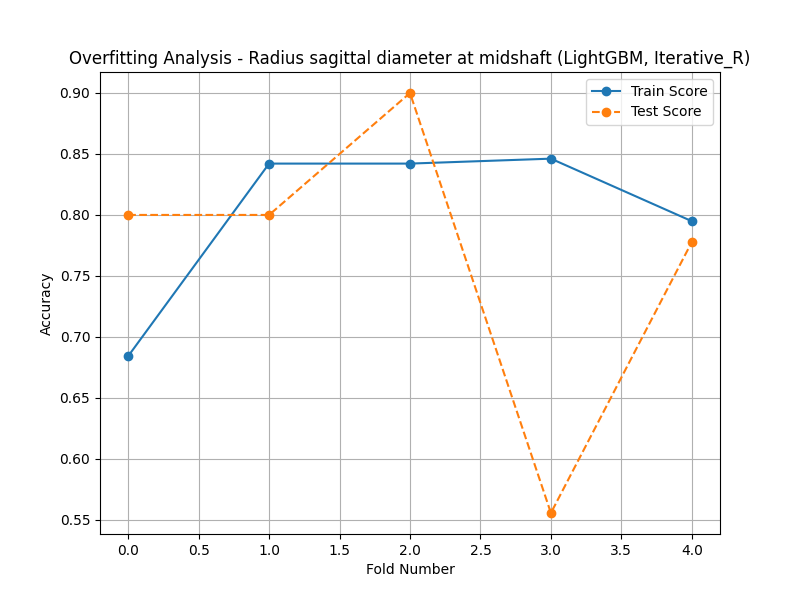 Overfitting Analysis - Radius sagittal diameter at midshaft (LightGBM, Iterative_R)
Train Score
Test Score
Accuracy
0.90
0.85
0.80
0.75
0.70
0.65
0.60
0.55
0.0 0.5 1.0 1.5 2.0 2.5 3.0 3.5 4.0
Fold Number